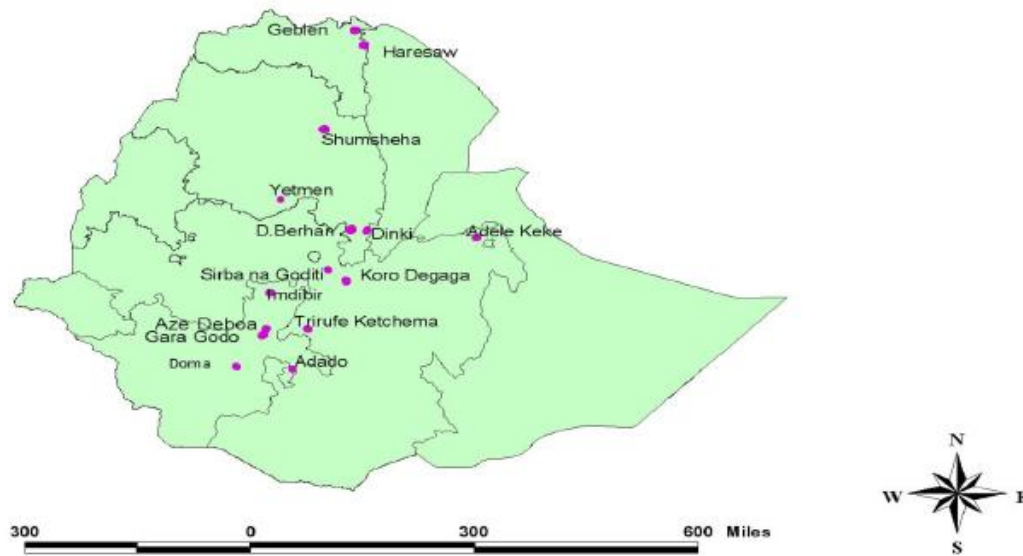 Geblen
Haresaw
Shumsheha
Yetmen
D.Berhan
Dinki
Adele Keke
Sirba na Goditi
Koro Degaga
Imdibir
Aze Deboa
Trirufe Ketchema
Gara Godo
Doma
Adado
N
W
E
S
300 0 300 600 Miles